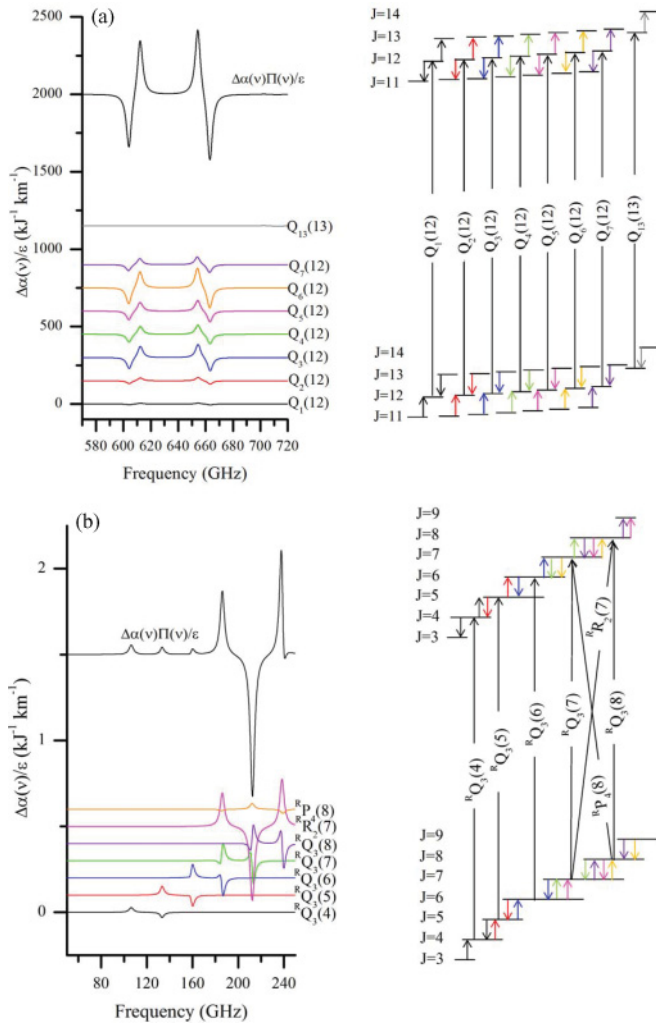 (a)
2500
2000
1500
1000
500
0
Δα(ν)/ε (kJ⁻¹ km⁻¹)
Δα(ν)Π(ν)/ε
Q₁₃(13)
Q₇(12)
Q₆(12)
Q₅(12)
Q₄(12)
Q₃(12)
Q₂(12)
Q₁(12)
580 600 620 640 660 680 700 720
Frequency (GHz)
J=14
J=13
J=12
J=11
Q₁(12)
Q₂(12)
Q₃(12)
Q₄(12)
Q₅(12)
Q₆(12)
Q₇(12)
Q₁₃(13)
J=14
J=13
J=12
J=11
(b)
2
1
0
Δα(ν)/ε (kJ⁻¹ km⁻¹)
Δα(ν)Π(ν)/ε
ᴿP₄(8)
ᴿR₂(7)
ᴿQ₃(8)
ᴿQ₃(7)
ᴿQ₃(6)
ᴿQ₃(5)
ᴿQ₃(4)
80 120 160 200 240
Frequency (GHz)
J=9
J=8
J=7
J=6
J=5
J=4
J=3
ᴿQ₃(4)
ᴿQ₃(5)
ᴿQ₃(6)
ᴿQ₃(7)
ᴿR₂(7)
ᴿP₄(8)
ᴿQ₃(8)
J=9
J=8
J=7
J=6
J=5
J=4
J=3